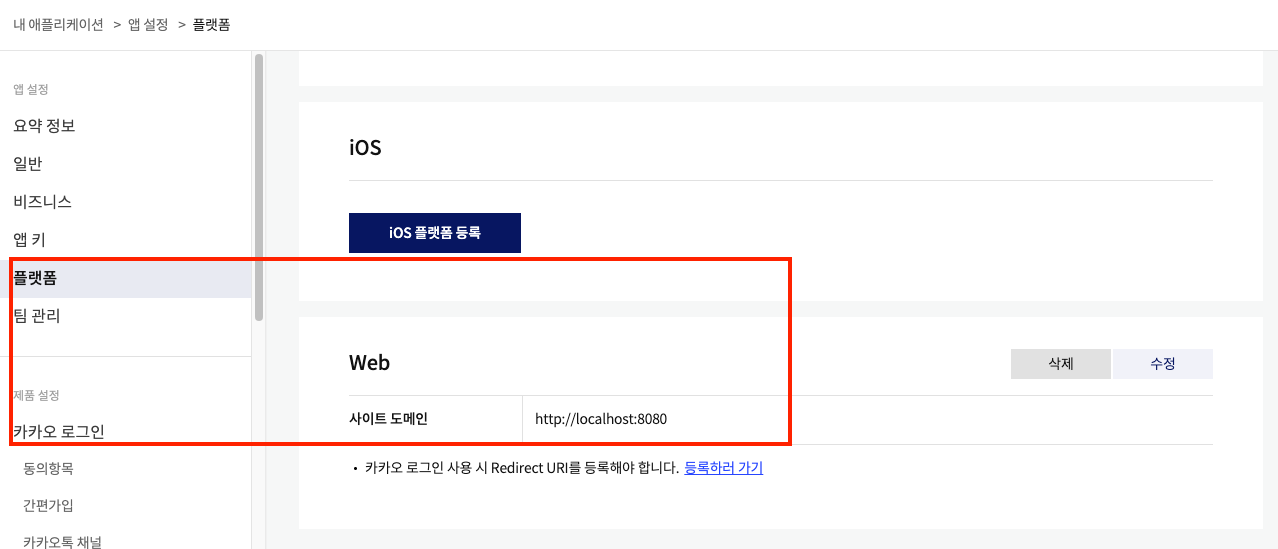 내 애플리케이션 > 앱 설정 > 플랫폼
앱 설정
요약 정보
일반
비즈니스
앱 키
플랫폼
팀 관리
제품 설정
카카오 로그인
동의항목
간편가입
카카오톡 채널
iOS
iOS 플랫폼 등록
Web
삭제
수정
사이트 도메인 http://localhost:8080
• 카카오 로그인 사용 시 Redirect URI를 등록해야 합니다. 등록하러 가기